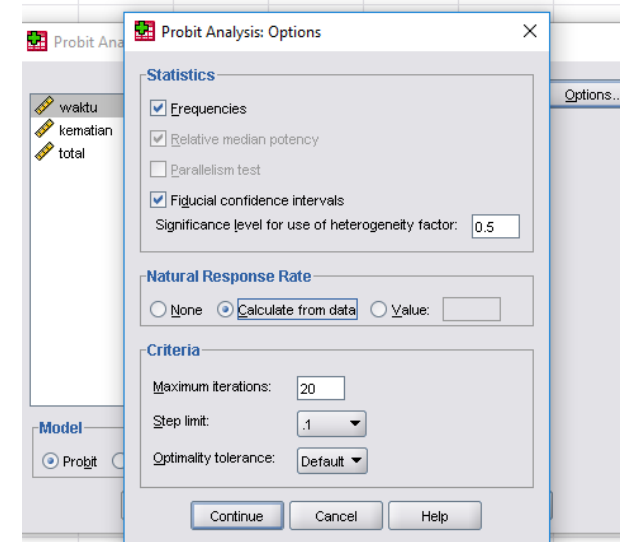 Probit Ana
Probit Analysis: Options
Options...
waktu
kematian
total
Statistics
Frequencies
Relative median potency
Parallelism test
Fiducial confidence intervals
Significance level for use of heterogeneity factor: 0.5
Natural Response Rate
None Calculate from data Value:
Criteria
Maximum iterations: 20
Step limit: .1
Optimality tolerance: Default
Model
Probit
Continue Cancel Help